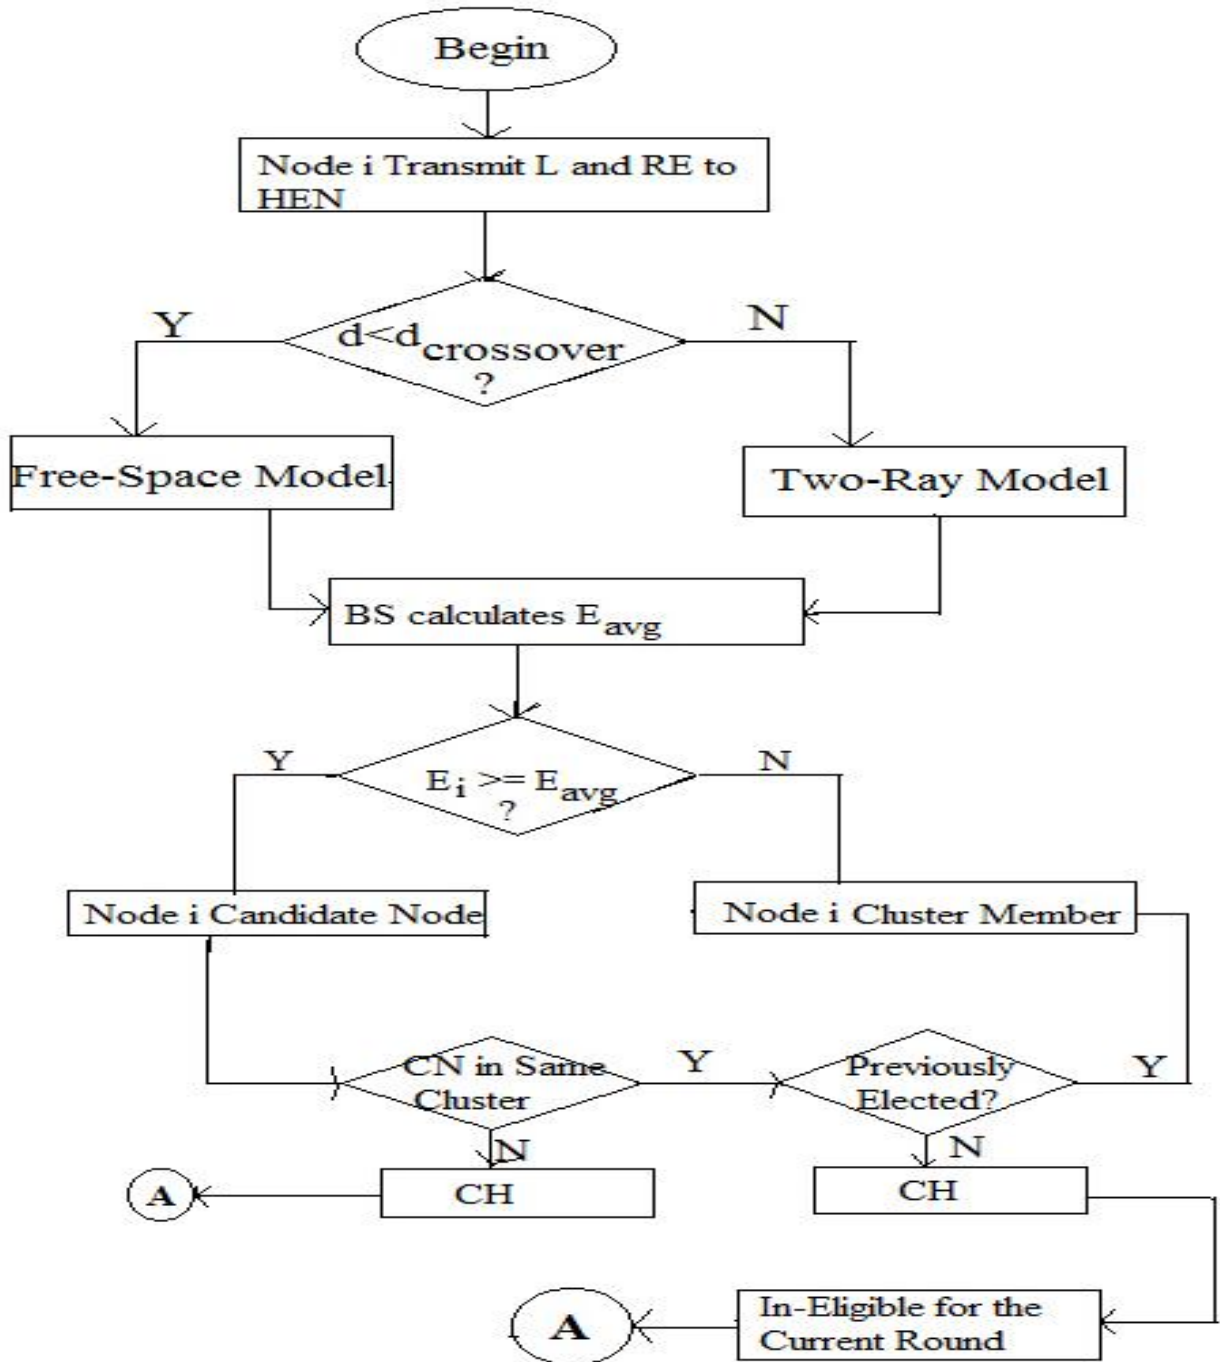 Begin
Node i Transmit L and RE to
HEN
Y
N
d<dcrossover
?
Free-Space Model
Two-Ray Model
BS calculates Eavg
Y
N
Ei >= Eavg
?
Node i Candidate Node
Node i Cluster Member
CN in Same
Cluster
Y
Previously
Elected?
Y
N
N
A
CH
CH
A
In-Eligible for the
Current Round